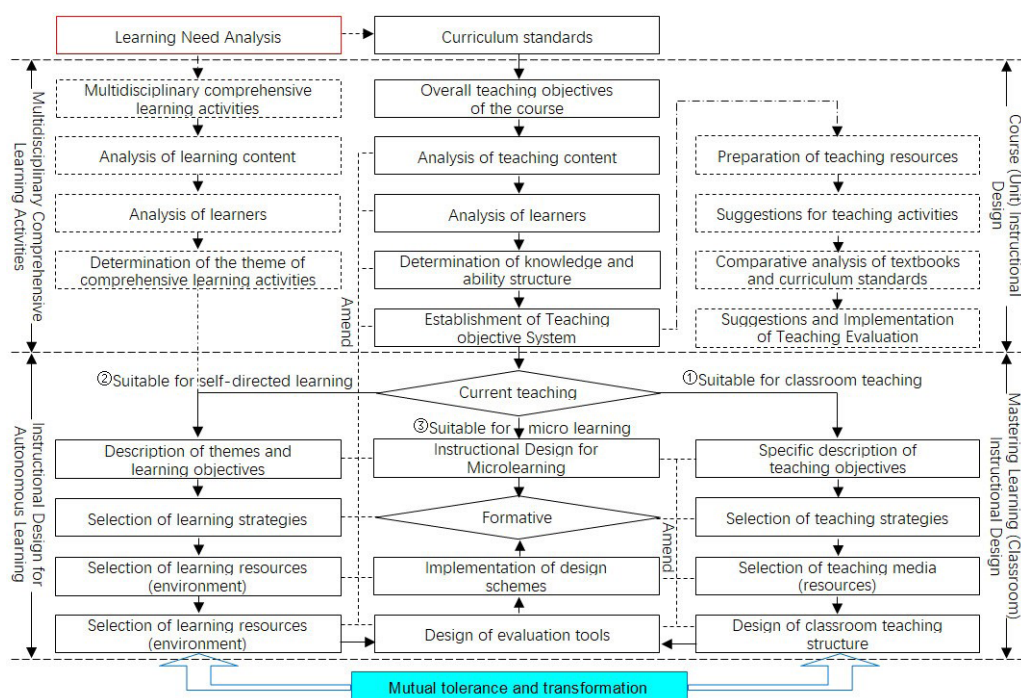 Learning Need Analysis
Curriculum standards
Multidisciplinary Comprehensive
Learning Activities
Multidisciplinary comprehensive
learning activities
Analysis of learning content
Analysis of learners
Determination of the theme of
comprehensive learning activities
Overall teaching objectives
of the course
Analysis of teaching content
Analysis of learners
Determination of knowledge and
ability structure
Establishment of Teaching
objective System
Amend
Preparation of teaching resources
Suggestions for teaching activities
Comparative analysis of textbooks
and curriculum standards
Suggestions and Implementation
of Teaching Evaluation
Course (Unit) Instructional
Design
②Suitable for self-directed learning
Current teaching
①Suitable for classroom teaching
③Suitable for micro learning
Instructional Design for
Autonomous Learning
Description of themes and
learning objectives
Selection of learning strategies
Selection of learning resources
(environment)
Selection of learning resources
(environment)
Instructional Design for
Microlearning
Formative
Implementation of design
schemes
Design of evaluation tools
Amend
Specific description of
teaching objectives
Selection of teaching strategies
Selection of teaching media
(resources)
Design of classroom teaching
structure
Mastering Learning (Classroom)
Instructional Design
Mutual tolerance and transformation